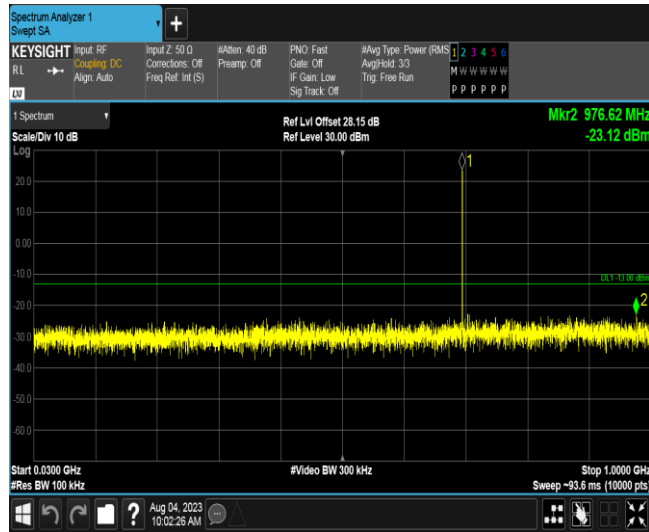 Spectrum Analyzer 1
Swept SA
+
KEYSIGHT
RL
LXI
Input: RF
Coupling: DC
Align: Auto
Input Z: 50 Ω
Corrections: Off
Freq Ref: Int (S)
#Atten: 40 dB
Preamp: Off
PNO: Fast
Gate: Off
IF Gain: Low
Sig Track: Off
#Avg Type: Power (RMS
Avg|Hold: 3/3
Trig: Free Run
1 2 3 4 5 6
M W W W W W
P P P P P P
1 Spectrum
Scale/Div 10 dB
Log
Ref Lvl Offset 28.15 dB
Ref Level 30.00 dBm
Mkr2 976.62 MHz
-23.12 dBm
1
20.0
10.0
0.00
-10.0
DL1 -13.00 dBm
2
-20.0
-30.0
-40.0
-50.0
-60.0
Start 0.0300 GHz
#Res BW 100 kHz
#Video BW 300 kHz
Stop 1.0000 GHz
Sweep ~93.6 ms (10000 pts)
?
Aug 04, 2023
10:02:26 AM